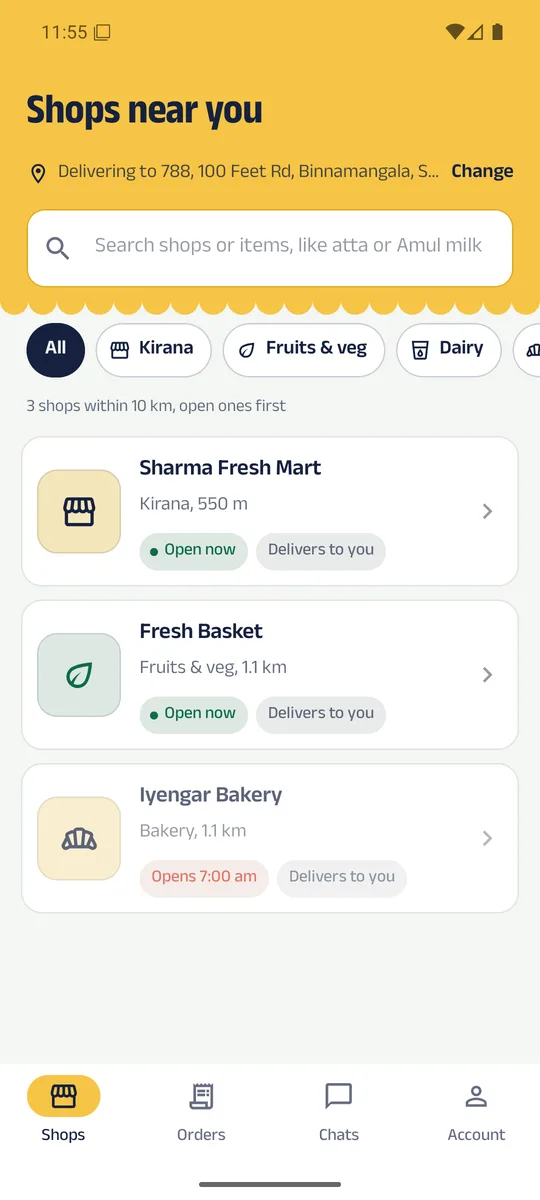 11:55
Shops near you
Delivering to 788, 100 Feet Rd, Binnamangala, S... Change
Search shops or items, like atta or Amul milk
All Kirana Fruits & veg Dairy
3 shops within 10 km, open ones first
Sharma Fresh Mart
Kirana, 550 m
Open now Delivers to you
Fresh Basket
Fruits & veg, 1.1 km
Open now Delivers to you
Iyengar Bakery
Bakery, 1.1 km
Opens 7:00 am Delivers to you
Shops Orders Chats Account